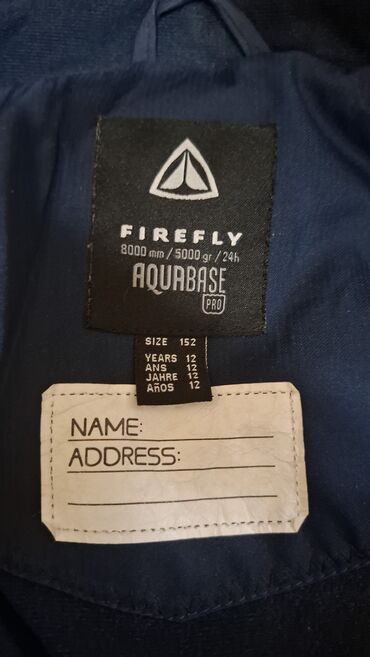 FIREFLY
8000 mm / 5000 gr / 24h
AQUABASE
PRO
SIZE 152
YEARS 12
ANS 12
JAHRE 12
AÑOS 12
NAME:
ADDRESS: